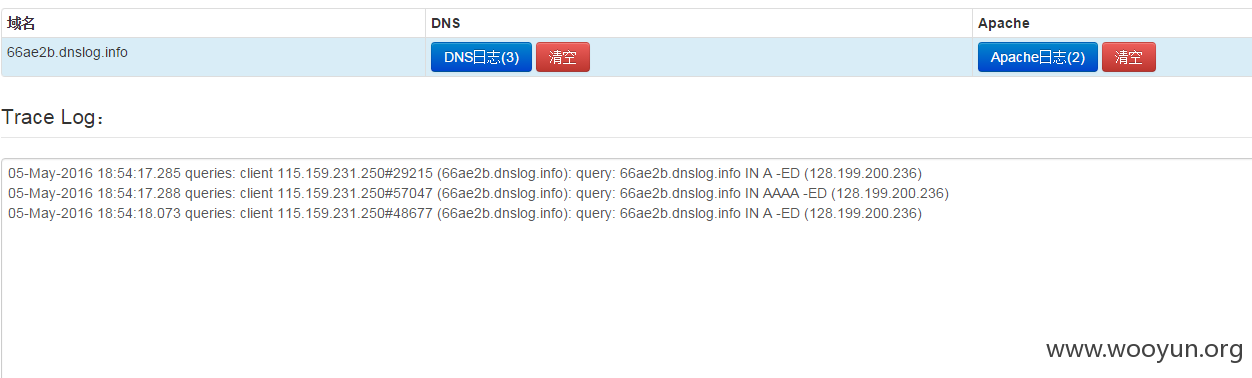 域名 DNS Apache
66ae2b.dnslog.info DNS日志(3) 清空 Apache日志(2) 清空
Trace Log：
05-May-2016 18:54:17.285 queries: client 115.159.231.250#29215 (66ae2b.dnslog.info): query: 66ae2b.dnslog.info IN A -ED (128.199.200.236)
05-May-2016 18:54:17.288 queries: client 115.159.231.250#57047 (66ae2b.dnslog.info): query: 66ae2b.dnslog.info IN AAAA -ED (128.199.200.236)
05-May-2016 18:54:18.073 queries: client 115.159.231.250#48677 (66ae2b.dnslog.info): query: 66ae2b.dnslog.info IN A -ED (128.199.200.236)
www.wooyun.org